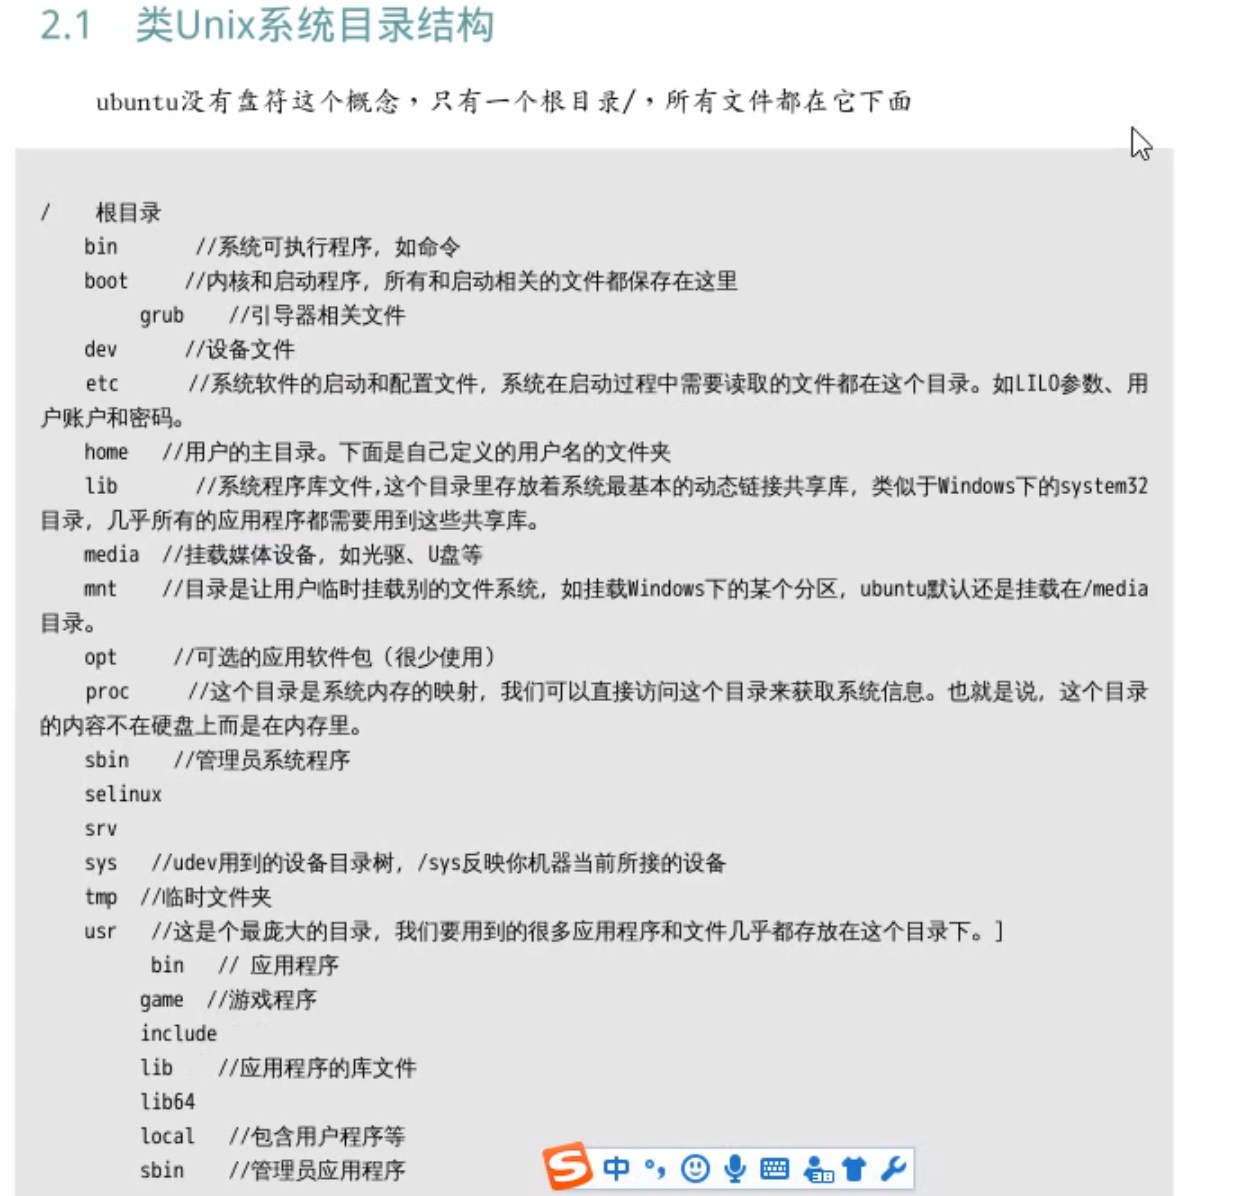 2.1 类Unix系统目录结构
ubuntu没有盘符这个概念，只有一个根目录/，所有文件都在它下面
/ 根目录
bin //系统可执行程序，如命令
boot //内核和启动程序，所有和启动相关的文件都保存在这里
grub //引导器相关文件
dev //设备文件
etc //系统软件的启动和配置文件，系统在启动过程中需要读取的文件都在这个目录。如LILO参数、用
户账户和密码。
home //用户的主目录。下面是自己定义的用户名的文件夹
lib //系统程序库文件,这个目录里存放着系统最基本的动态链接共享库，类似于Windows下的system32
目录，几乎所有的应用程序都需要用到这些共享库。
media //挂载媒体设备，如光驱、U盘等
mnt //目录是让用户临时挂载别的文件系统，如挂载Windows下的某个分区，ubuntu默认还是挂载在/media
目录。
opt //可选的应用软件包（很少使用）
proc //这个目录是系统内存的映射，我们可以直接访问这个目录来获取系统信息。也就是说，这个目录
的内容不在硬盘上而是在内存里。
sbin //管理员系统程序
selinux
srv
sys //udev用到的设备目录树，/sys反映你机器当前所接的设备
tmp //临时文件夹
usr //这是个最庞大的目录，我们要用到的很多应用程序和文件几乎都存放在这个目录下。]
bin // 应用程序
game //游戏程序
include
lib //应用程序的库文件
lib64
local //包含用户程序等
sbin //管理员应用程序
中